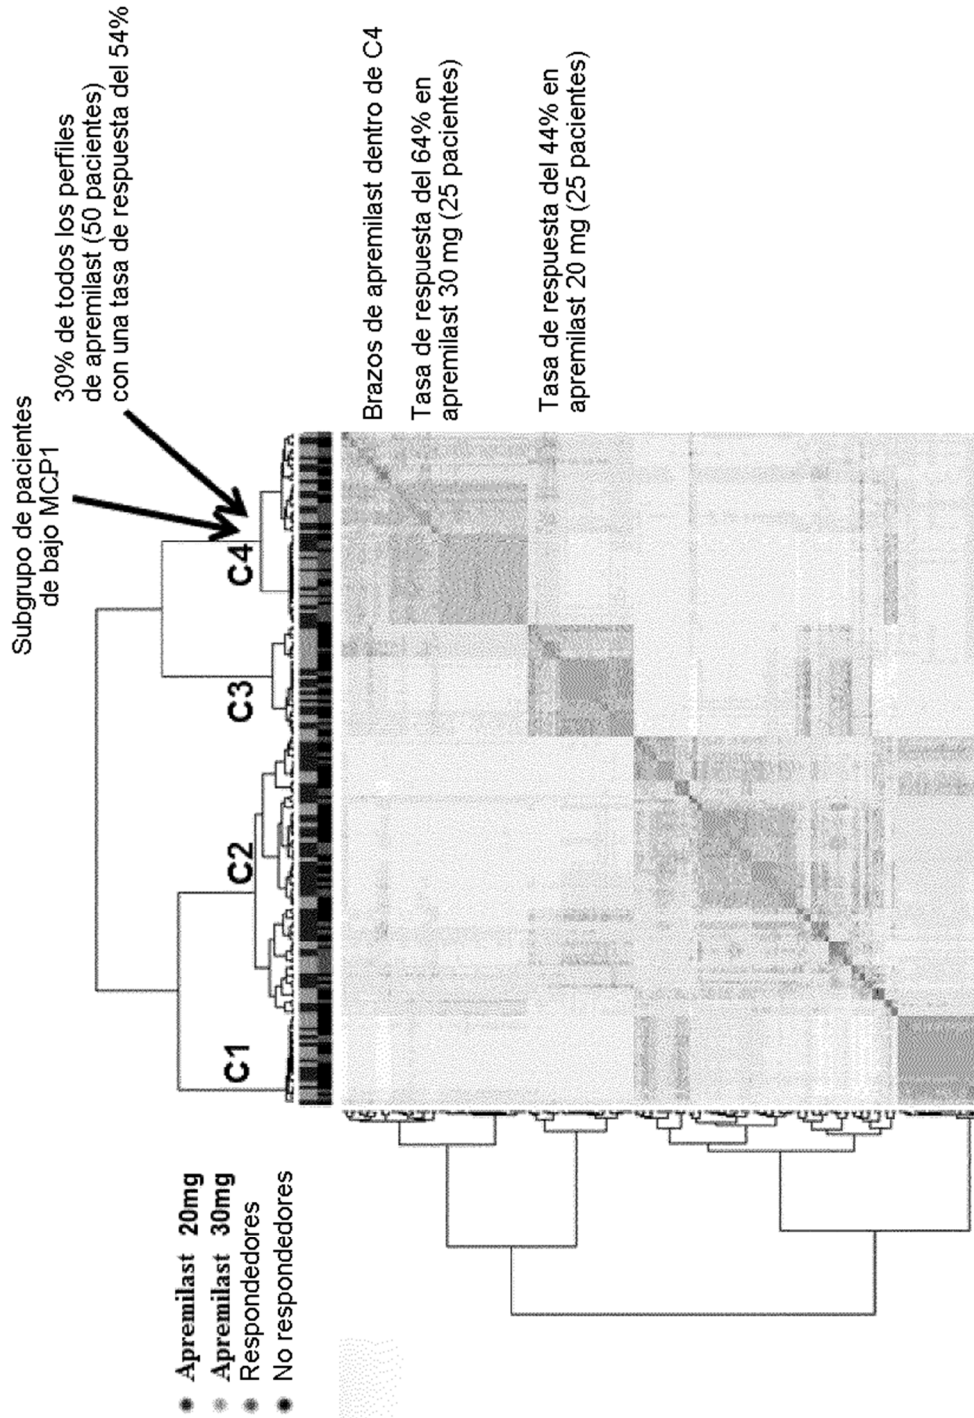 Subgrupo de pacientes
de bajo MCP1
30% de todos los perfiles
de apremilast (50 pacientes)
con una tasa de respuesta del 54%
Apremilast 20mg
Apremilast 30mg
Respondedores
No respondedores
C1
C2
C3
C4
Brazos de apremilast dentro de C4
Tasa de respuesta del 64% en
apremilast 30 mg (25 pacientes)
Tasa de respuesta del 44% en
apremilast 20 mg (25 pacientes)